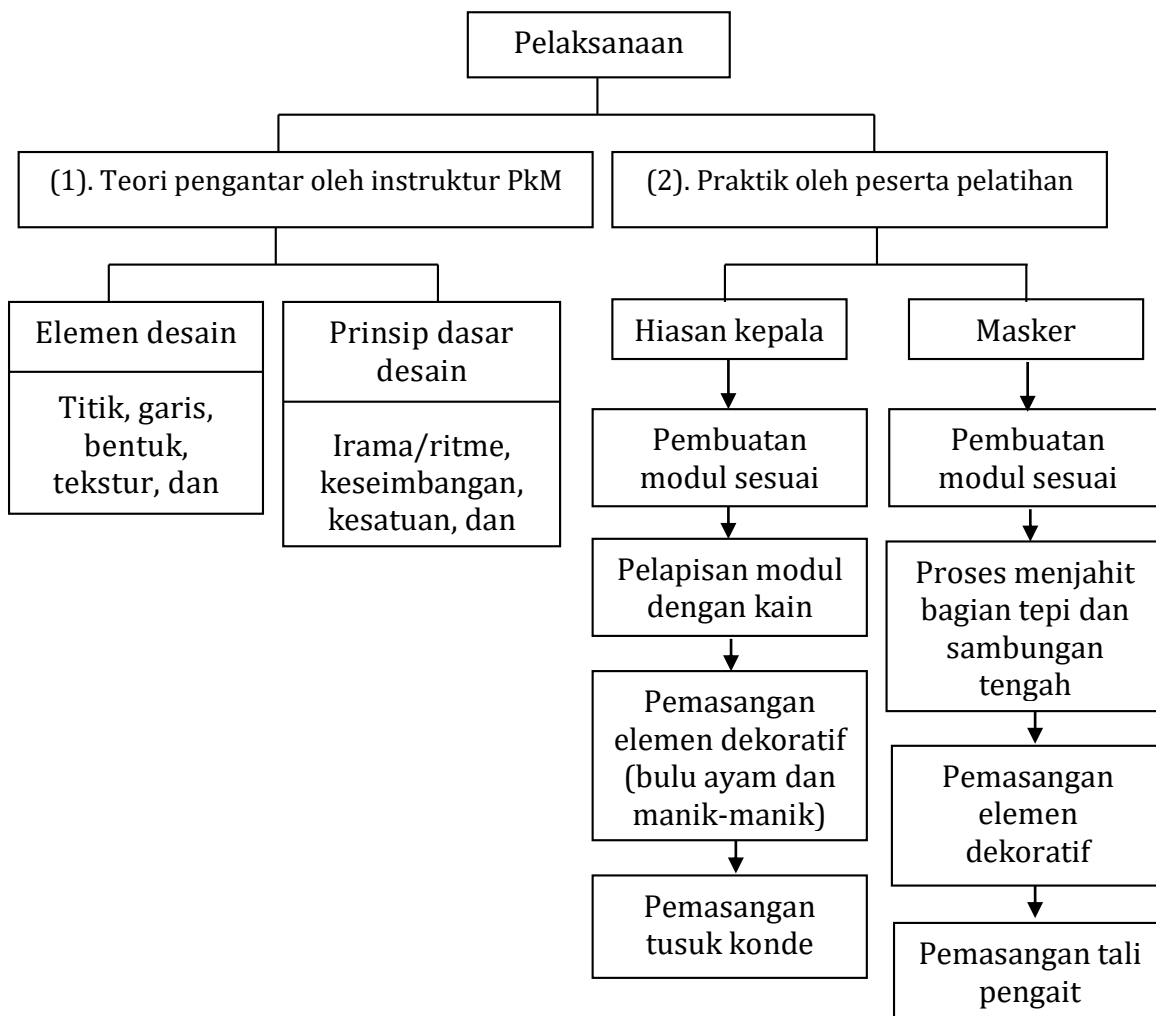 Pelaksanaan
(1). Teori pengantar oleh instruktur PkM
(2). Praktik oleh peserta pelatihan
Elemen desain
Titik, garis,
bentuk,
tekstur, dan
Prinsip dasar
desain
Irama/ritme,
keseimbangan,
kesatuan, dan
Hiasan kepala
Pembuatan
modul sesuai
Pelapisan modul
dengan kain
Pemasangan
elemen dekoratif
(bulu ayam dan
manik-manik)
Pemasangan
tusuk konde
Masker
Pembuatan
modul sesuai
Proses menjahit
bagian tepi dan
sambungan
tengah
Pemasangan
elemen
dekoratif
Pemasangan tali
pengait